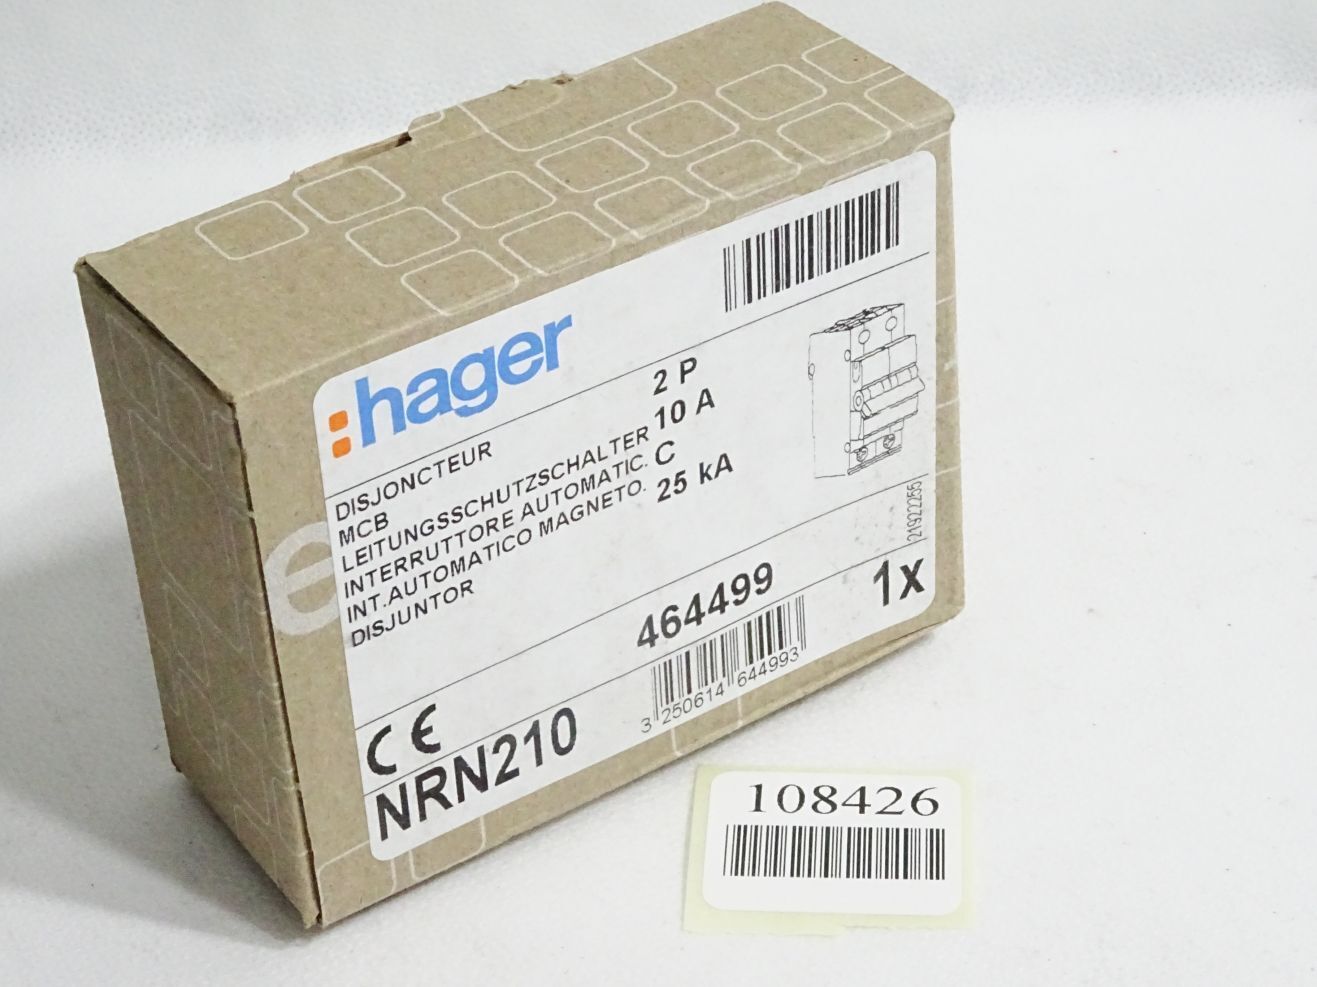 hager
DISJONCTEUR
MCB
LEITUNGSSCHUTZSCHALTER
INTERRUTTORE AUTOMATIC.
INT.AUTOMATICO MAGNETO.
DISJUNTOR
2 P
10 A
C
25 kA
21922255
464499
1x
3 250614 644993
CE
NRN210
e
108426